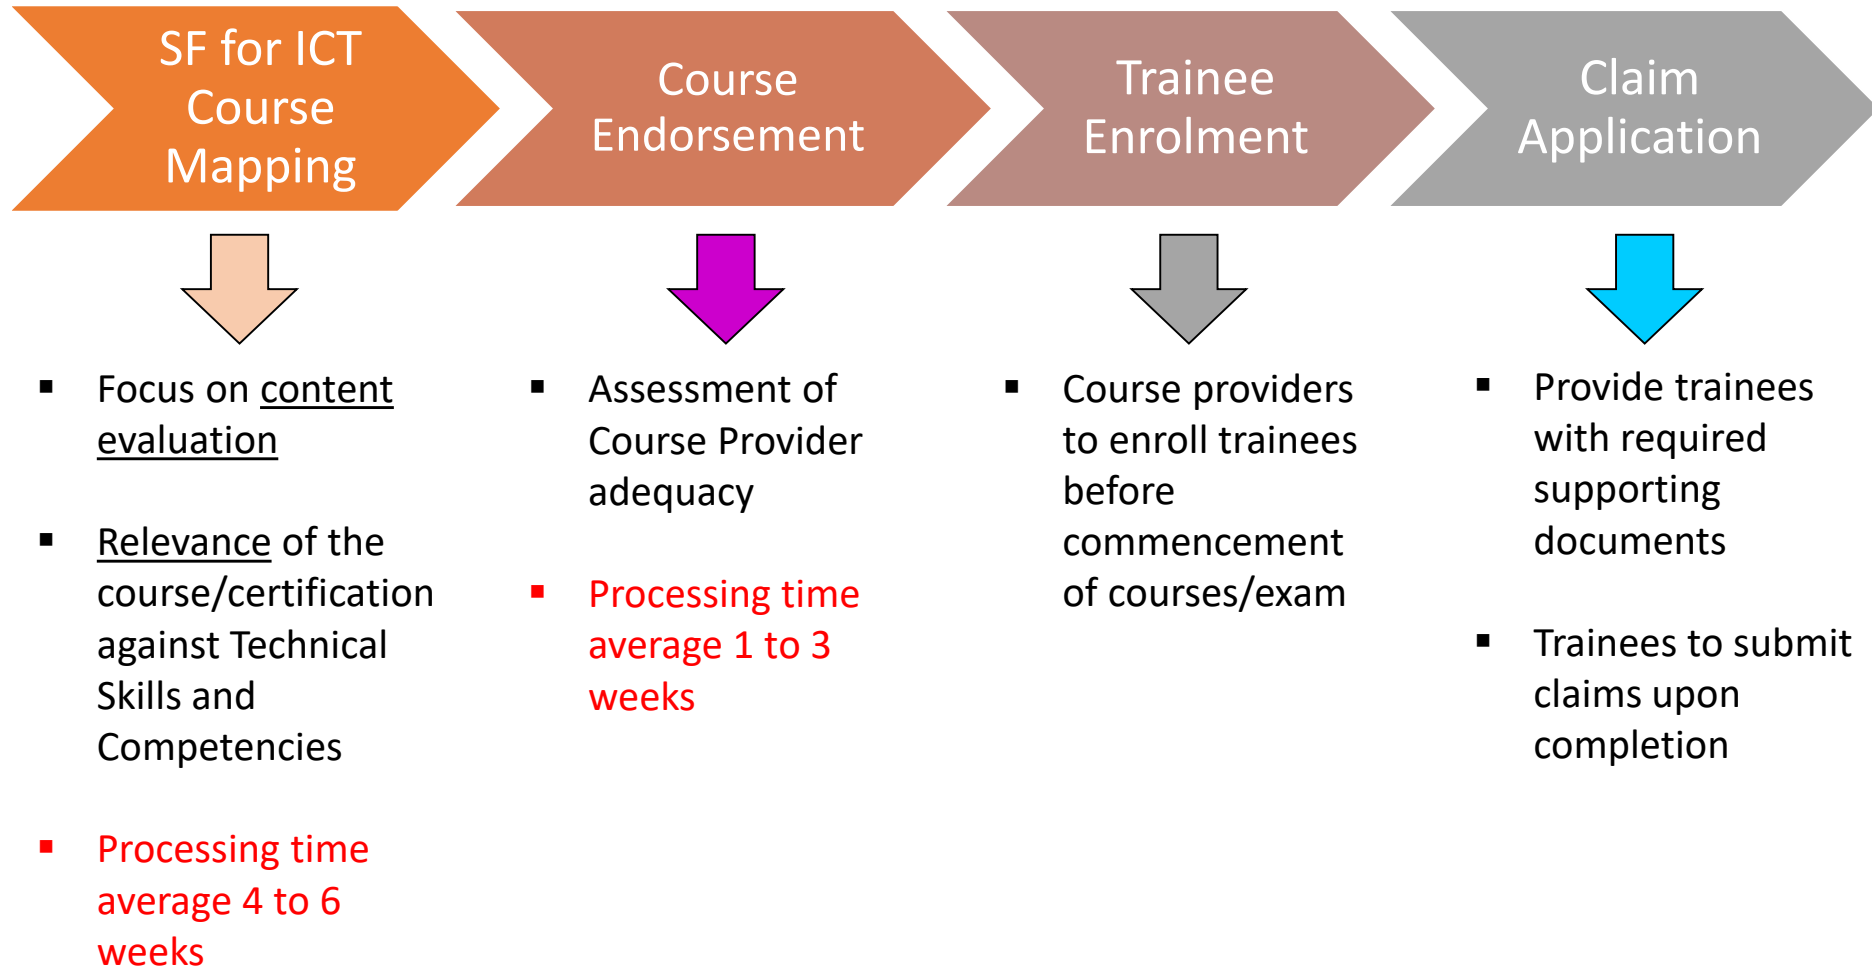 SF for ICT
Course
Mapping
Course
Endorsement
Trainee
Enrolment
Claim
Application
▪ Focus on content
evaluation
▪ Relevance of the
course/certification
against Technical
Skills and
Competencies
▪ Processing time
average 4 to 6
weeks
▪ Assessment of
Course Provider
adequacy
▪ Processing time
average 1 to 3
weeks
▪ Course providers
to enroll trainees
before
commencement
of courses/exam
▪ Provide trainees
with required
supporting
documents
▪ Trainees to submit
claims upon
completion